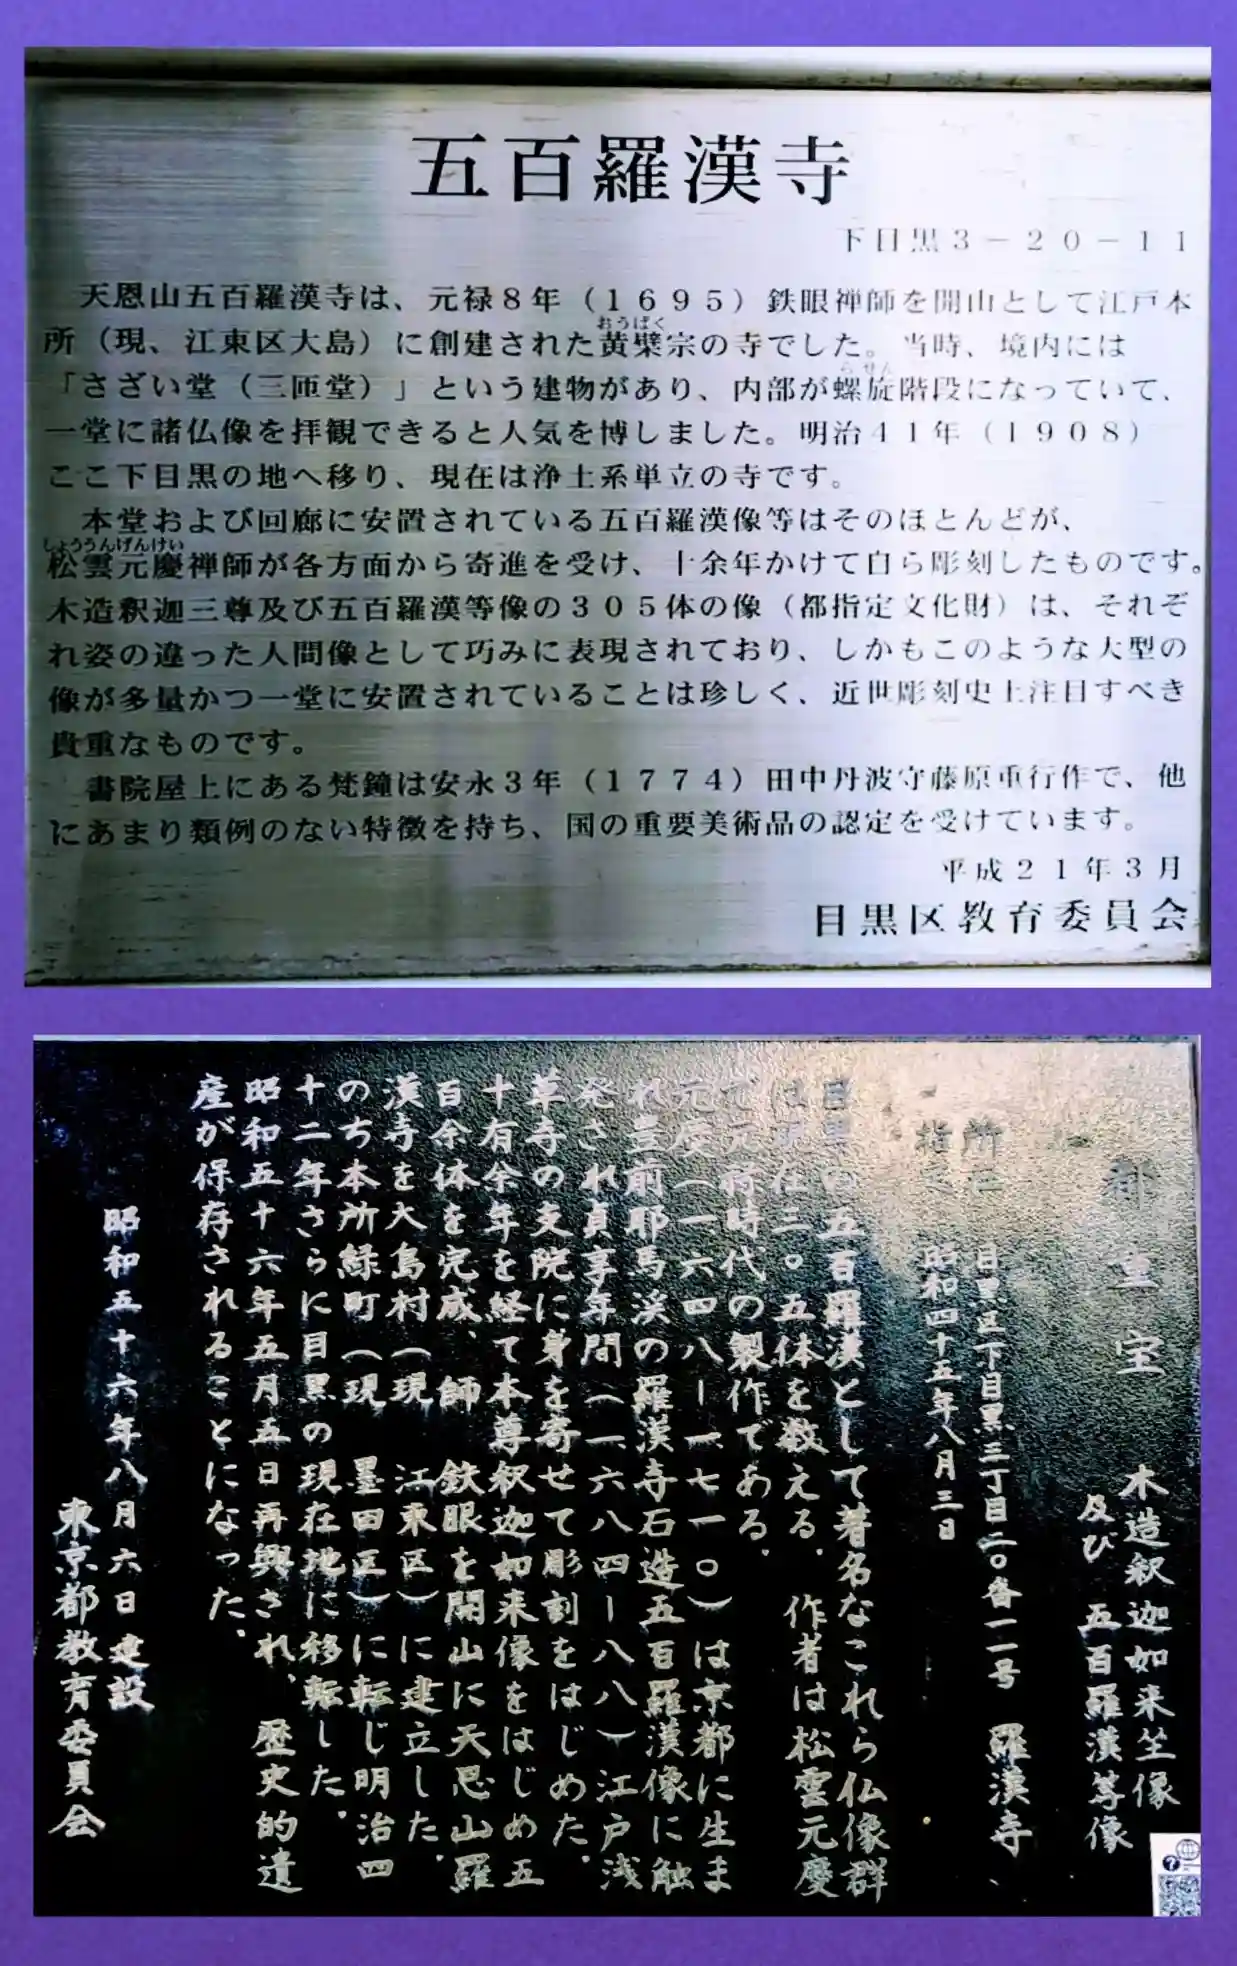 五百羅漢寺
下目黒3-20-11
天恩山五百羅漢寺は、元禄8年(1695)鉄眼禅師を開山として江戸本
おうばく
所(現、江東区大島)に創建された黄檗宗の寺でした。当時、境内には
らせん
「さざい堂(三匝堂)」という建物があり、内部が螺旋階段になっていて、
一堂に諸仏像を拝観できると人気を博しました。明治41年(1908)
ここ下目黒の地へ移り、現在は浄土系単立の寺です。
本堂および回廊に安置されている五百羅漢像等はそのほとんどが、
しょううんげんけい
松雲元慶禅師が各方面から寄進を受け、十余年かけて自ら彫刻したものです。
木造釈迦三尊及び五百羅漢等像の305体の像(都指定文化財)は、それぞ
れ姿の違った人間像として巧みに表現されており、しかもこのような大型の
像が多量かつ一堂に安置されていることは珍しく、近世彫刻史上注目すべき
貴重なものです。
書院屋上にある梵鐘は安永3年(1774)田中丹波守藤原重行作で、他
にあまり類例のない特徴を持ち、国の重要美術品の認定を受けています。
平成21年3月
目黒区教育委員会
都重宝
木造釈迦如来坐像
及び 五百羅漢等像
所在 目黒区下目黒三丁目二〇番一一号 羅漢寺
指定 昭和四十五年八月三日
目黒の五百羅漢として著名なこれら仏像群
は現在三〇五体を数える。作者は松雲元慶
で元禄時代の製作である。
元慶(一六四八ー一七一〇)は京都に生ま
れ豊前耶馬渓の羅漢寺石造五百羅漢像に触
発され貞享年間(一六八四ー八八)江戸浅
草寺の支院に身を寄せて彫刻をはじめた。
十有余年を経て本尊釈迦如来像をはじめ五
百余体を完成、師 鉄眼を開山に天恩山羅
漢寺を大島村(現 江東区)に建立した。
のち本所緑町(現 墨田区)に転じ明治四
十二年さらに目黒の現在地に移転した。
昭和五十六年五月五日再興され、歴史的遺
産が保存されることになった。
昭和五十六年八月六日 建設
東京都教育委員会